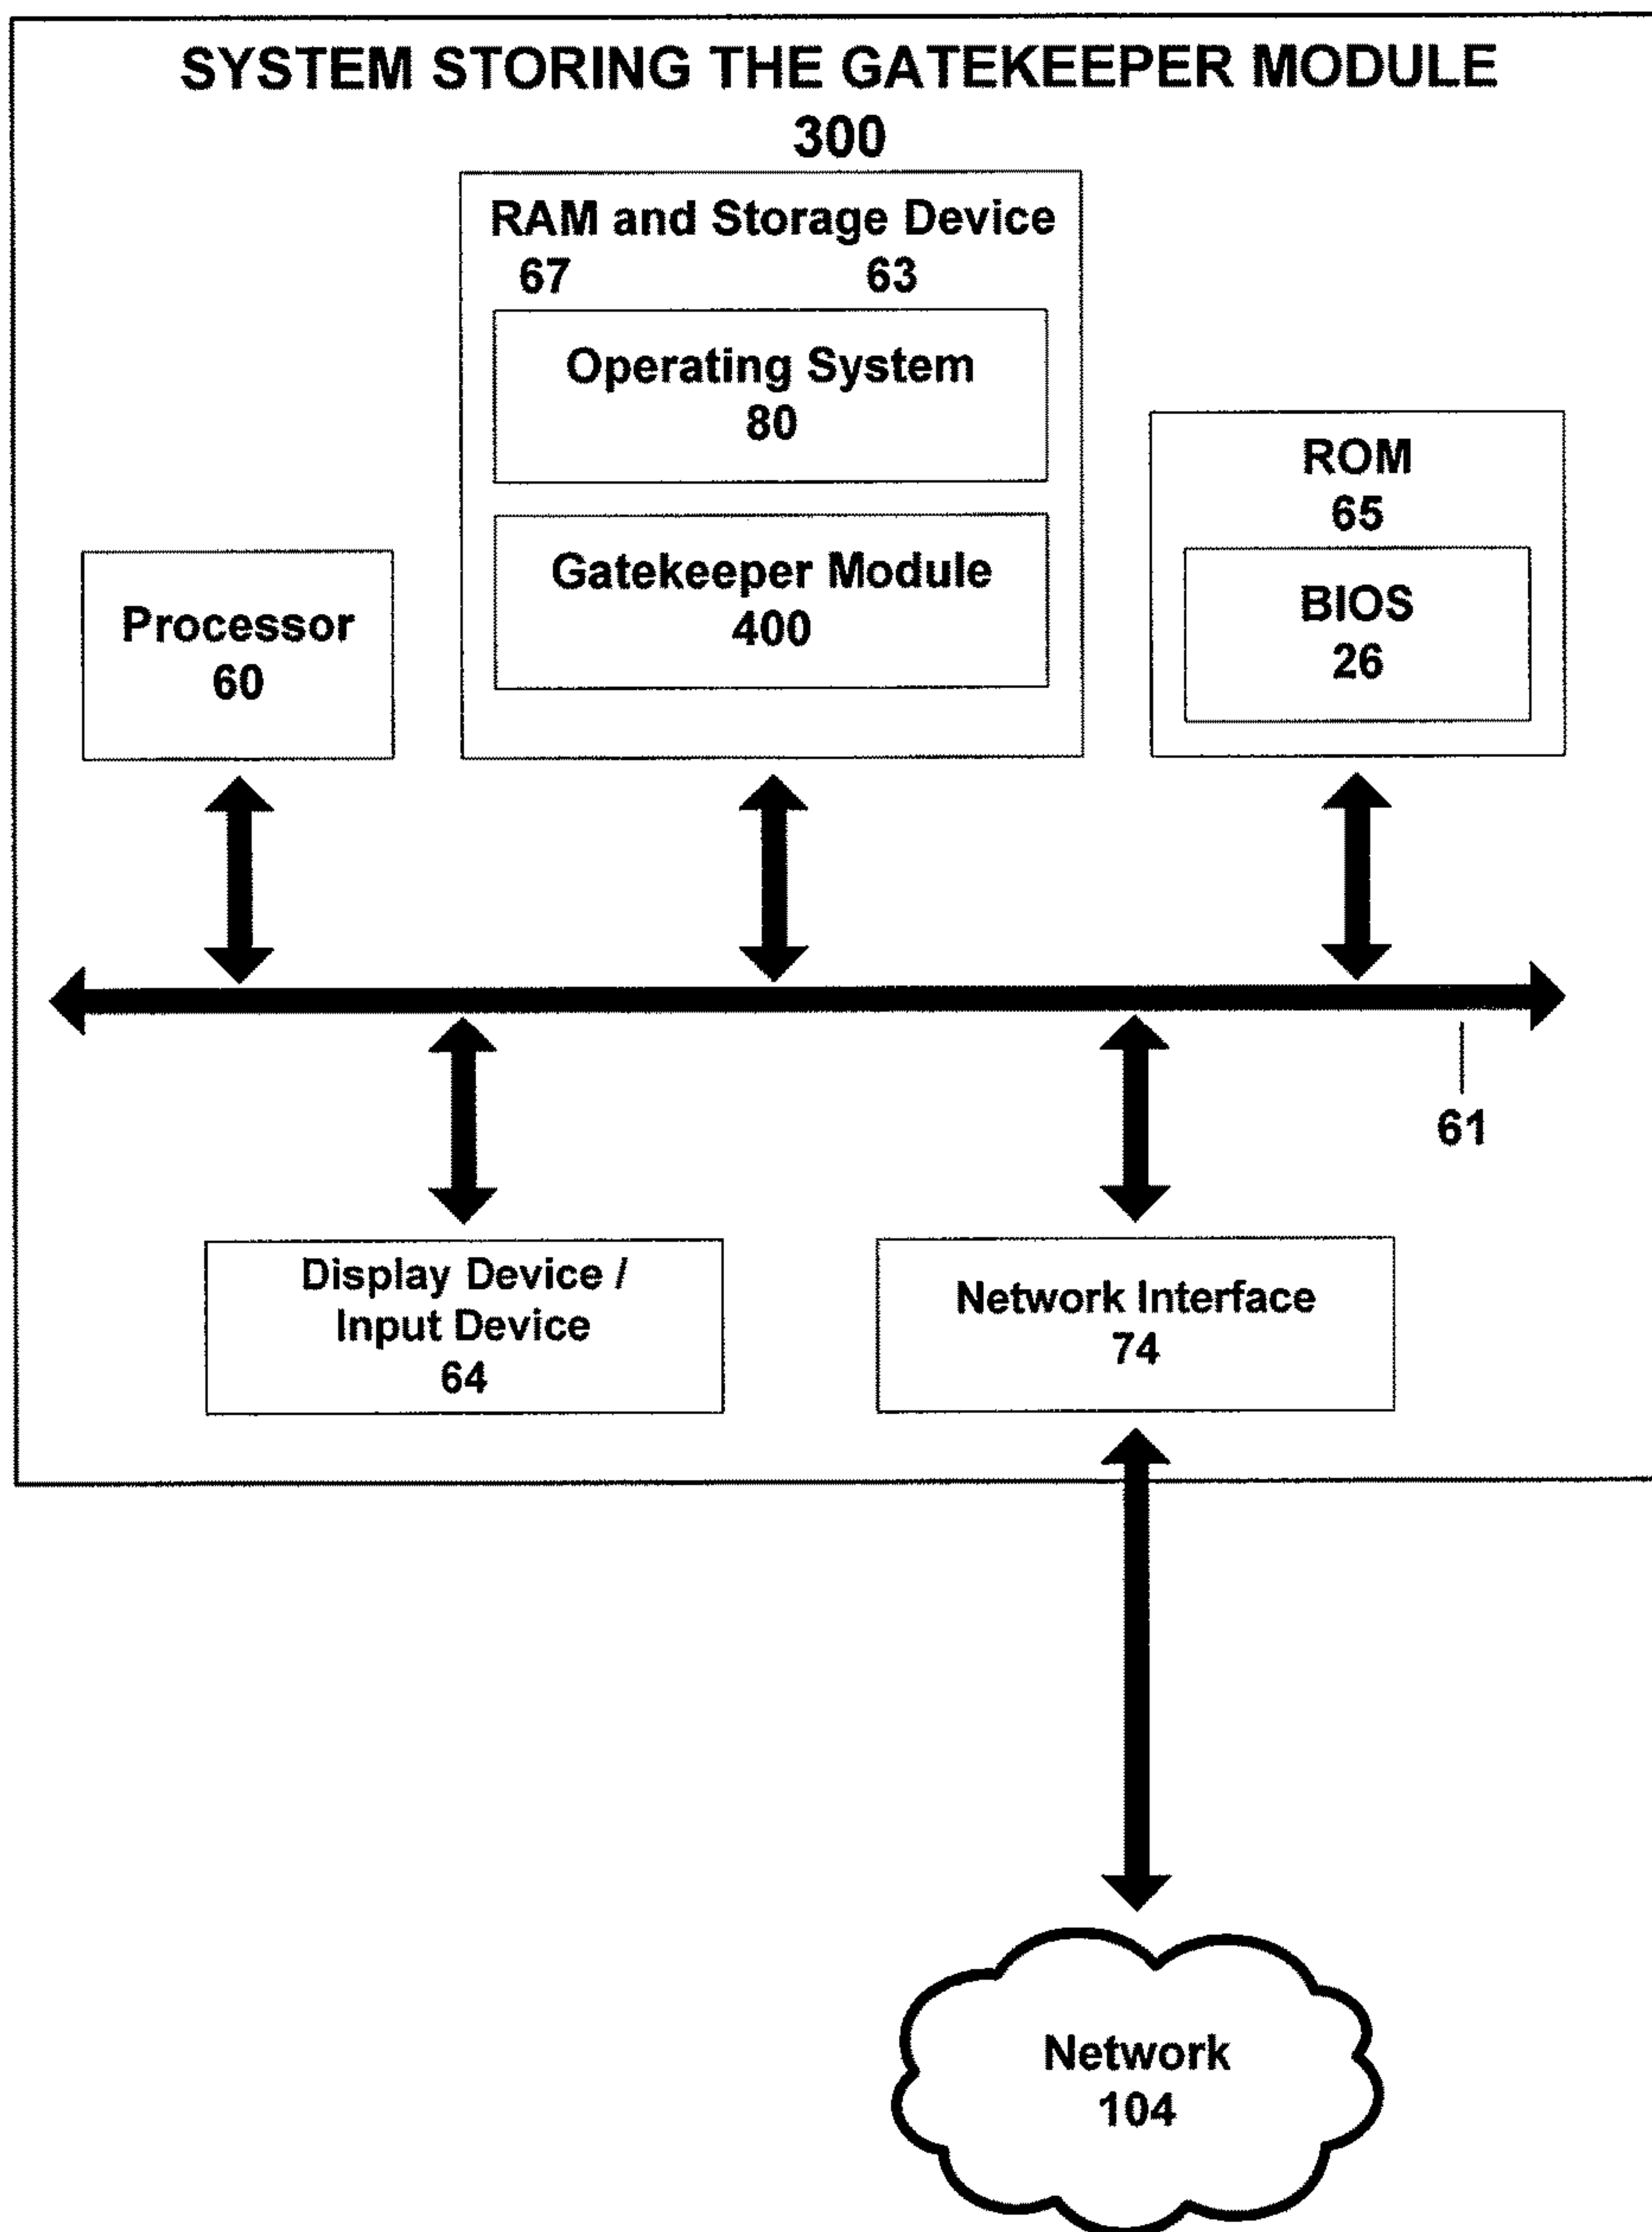 SYSTEM STORING THE GATEKEEPER MODULE
300
RAM and Storage Device
67 63
Operating System
80
Gatekeeper Module
400
Processor
60
ROM
65
BIOS
26
61
Display Device /
Input Device
64
Network Interface
74
Network
104